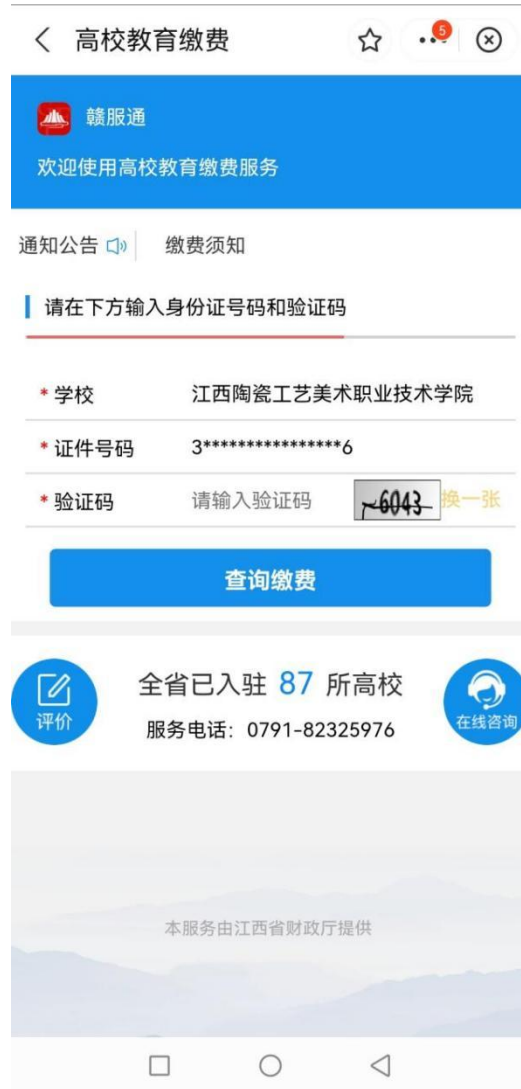 高校教育缴费
5
赣服通
欢迎使用高校教育缴费服务
通知公告 缴费须知
请在下方输入身份证号码和验证码
* 学校 江西陶瓷工艺美术职业技术学院
* 证件号码 3****************6
* 验证码 请输入验证码 6043 换一张
查询缴费
评价
全省已入驻 87 所高校
服务电话：0791-82325976
在线咨询
本服务由江西省财政厅提供